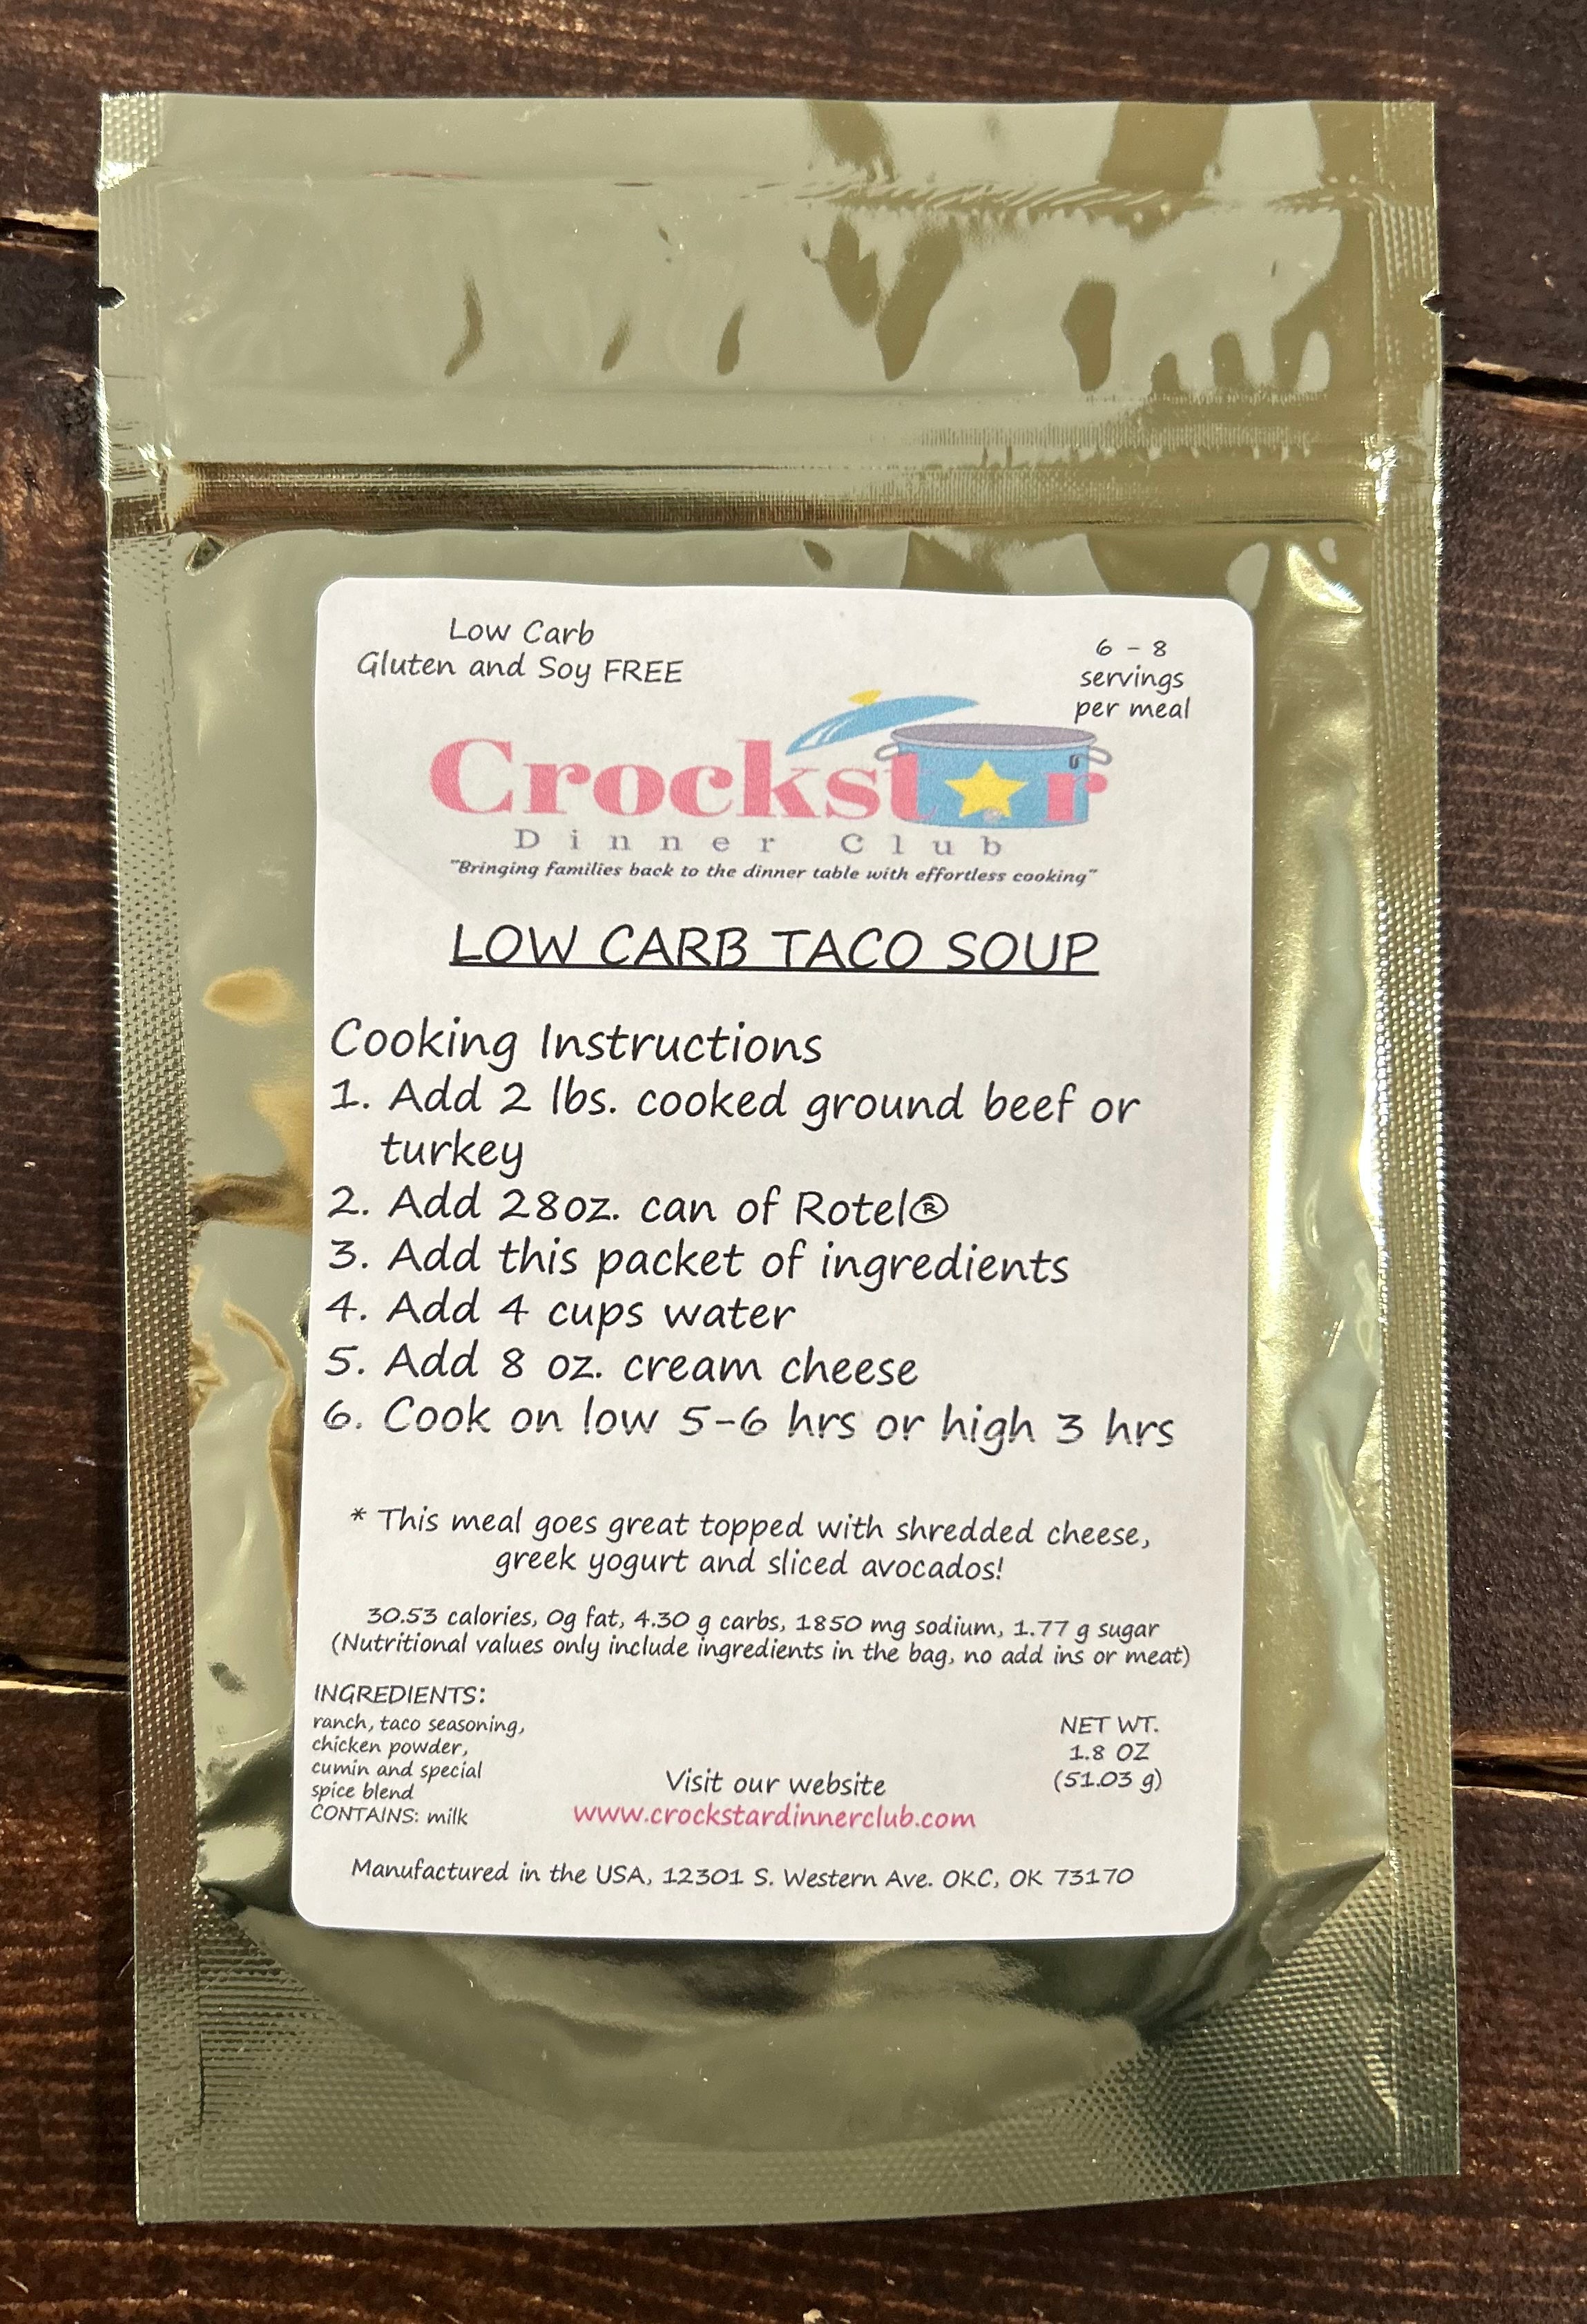 Low Carb
Gluten and Soy FREE
6 - 8
servings
per meal
Crockstar
Dinner Club
"Bringing families back to the dinner table with effortless cooking"
LOW CARB TACO SOUP
Cooking Instructions
1. Add 2 lbs. cooked ground beef or
turkey
2. Add 28oz. can of Rotel®
3. Add this packet of ingredients
4. Add 4 cups water
5. Add 8 oz. cream cheese
6. Cook on low 5-6 hrs or high 3 hrs
* This meal goes great topped with shredded cheese,
greek yogurt and sliced avocados!
30.53 calories, 0g fat, 4.30 g carbs, 1850 mg sodium, 1.77 g sugar
(Nutritional values only include ingredients in the bag, no add ins or meat)
INGREDIENTS:
ranch, taco seasoning,
chicken powder,
cumin and special
spice blend
CONTAINS: milk
Visit our website
www.crockstardinnerclub.com
NET WT.
1.8 OZ
(51.03 g)
Manufactured in the USA, 12301 S. Western Ave. OKC, OK 73170